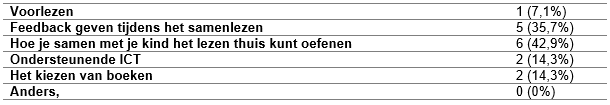 Voorlezen 1 (7,1%)
Feedback geven tijdens het samenlezen 5 (35,7%)
Hoe je samen met je kind het lezen thuis kunt oefenen 6 (42,9%)
Ondersteunende ICT 2 (14,3%)
Het kiezen van boeken 2 (14,3%)
Anders, 0 (0%)